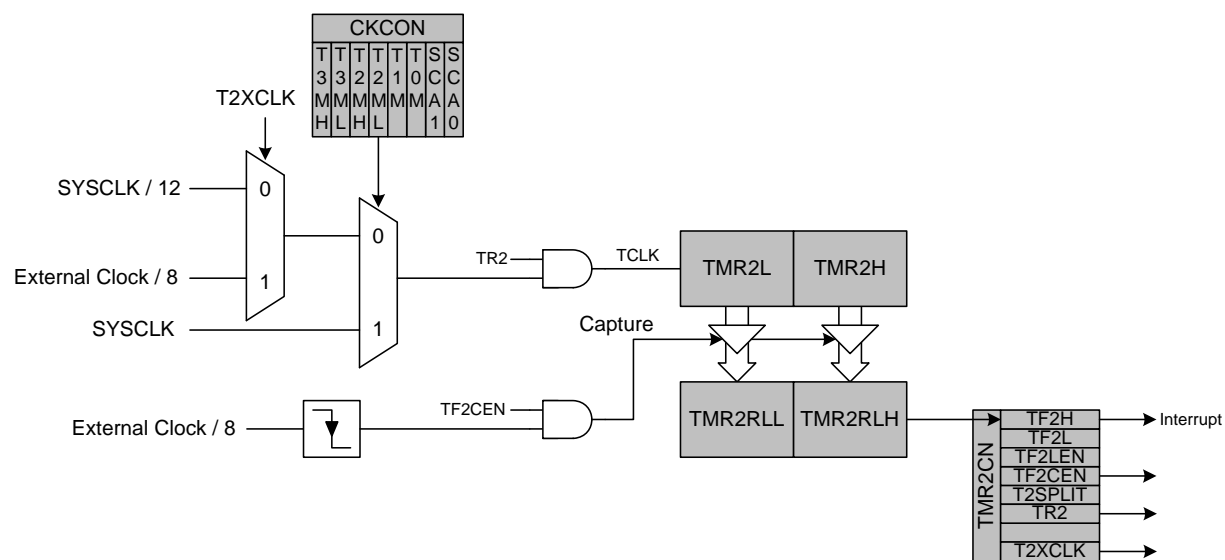 CKCON
T3MH
T3ML
T2MH
T2ML
T1M
T0M
SCA1
SCA0
T2XCLK
SYSCLK / 12
0
External Clock / 8
1
0
SYSCLK
1
TR2
TCLK
TMR2L
TMR2H
Capture
External Clock / 8
TF2CEN
TMR2RLL
TMR2RLH
TMR2CN
TF2H
TF2L
TF2LEN
TF2CEN
T2SPLIT
TR2
T2XCLK
Interrupt